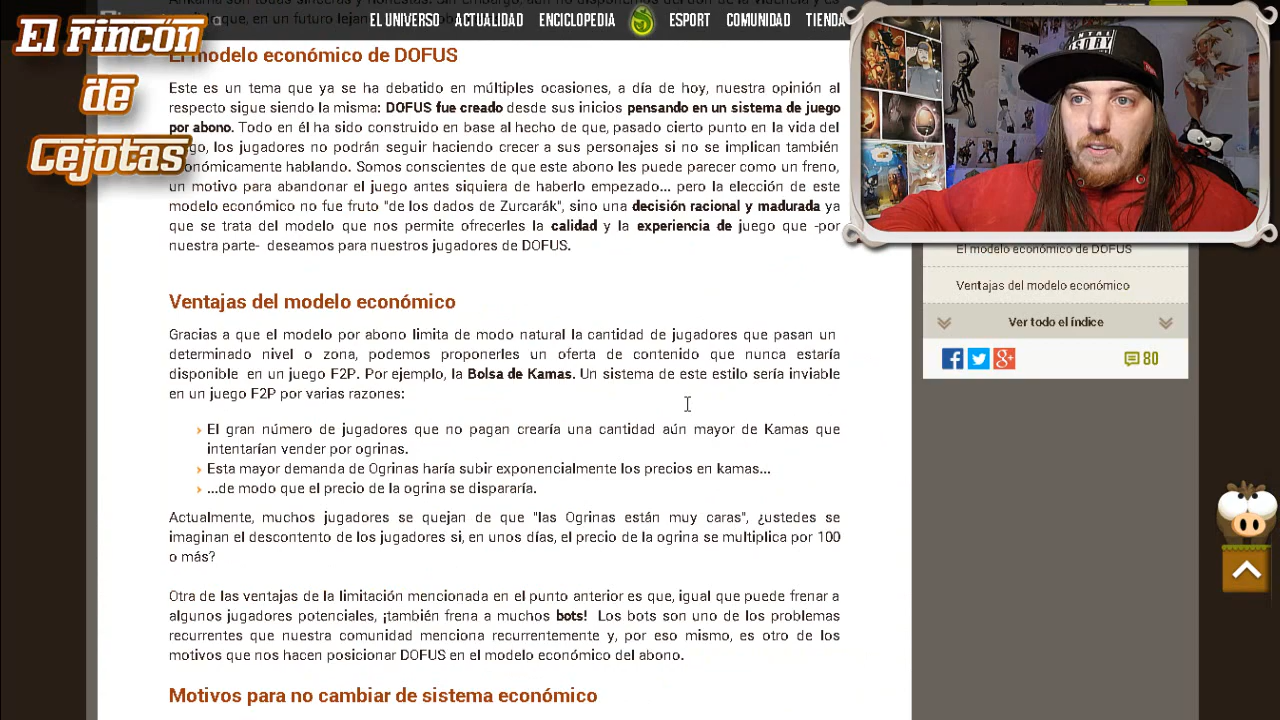 El rincón
de
Cejotas
EL UNIVERSO ACTUALIDAD ENCICLOPEDIA ESPORT COMUNIDAD TIENDA
modelo económico de DOFUS
Este es un tema que ya se ha debatido en múltiples ocasiones, a día de hoy, nuestra opinión al
respecto sigue siendo la misma: DOFUS fue creado desde sus inicios pensando en un sistema de juego
por abono. Todo en él ha sido construido en base al hecho de que, pasado cierto punto en la vida del
los jugadores no podrán seguir haciendo crecer a sus personajes si no se implican también
económicamente hablando. Somos conscientes de que este abono les puede parecer como un freno,
un motivo para abandonar el juego antes siquiera de haberlo empezado... pero la elección de este
modelo económico no fue fruto "de los dados de Zurcarák", sino una decisión racional y madurada ya
que se trata del modelo que nos permite ofrecerles la calidad y la experiencia de juego que -por
nuestra parte- deseamos para nuestros jugadores de DOFUS.
Ventajas del modelo económico
Gracias a que el modelo por abono limita de modo natural la cantidad de jugadores que pasan un
determinado nivel o zona, podemos proponerles un oferta de contenido que nunca estaría
disponible en un juego F2P. Por ejemplo, la Bolsa de Kamas. Un sistema de este estilo sería inviable
en un juego F2P por varias razones:
El gran número de jugadores que no pagan crearía una cantidad aún mayor de Kamas que
intentarían vender por ogrinas.
Esta mayor demanda de Ogrinas haría subir exponencialmente los precios en kamas...
...de modo que el precio de la ogrina se dispararía.
Actualmente, muchos jugadores se quejan de que "las Ogrinas están muy caras", ¿ustedes se
imaginan el descontento de los jugadores si, en unos días, el precio de la ogrina se multiplica por 100
o más?
Otra de las ventajas de la limitación mencionada en el punto anterior es que, igual que puede frenar a
algunos jugadores potenciales, ¡también frena a muchos bots! Los bots son uno de los problemas
recurrentes que nuestra comunidad menciona recurrentemente y, por eso mismo, es otro de los
motivos que nos hacen posicionar DOFUS en el modelo económico del abono.
Motivos para no cambiar de sistema económico
El modelo económico de DOFUS
Ventajas del modelo económico
Ver todo el índice
80